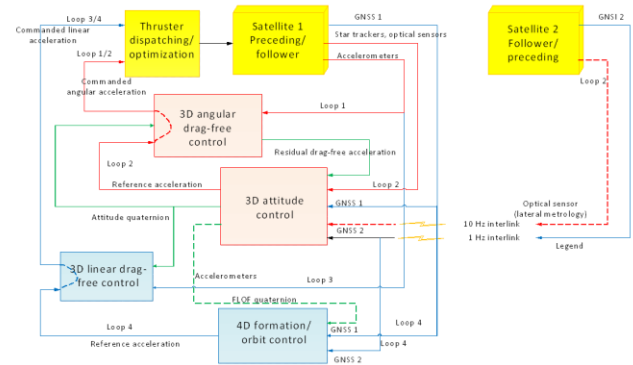 Loop 3/4
Commanded linear
acceleration
Loop 1/2
Commanded
angular acceleration
Thruster
dispatching/
optimization
Satellite 1
Preceding/
follower
GNSS 1
Star trackers, optical sensors
Accelerometers
Satellite 2
Follower/
preceding
GNSI 2
Loop 2
3D angular
drag-free
control
Loop 1
Loop 2
Residual drag-free acceleration
Reference acceleration
3D attitude
control
Loop 2
GNSS 1
GNSS 2
Optical sensor
(lateral metrology)
10 Hz interlink
1 Hz interlink
Legend
Attitude quaternion
3D linear drag-
free control
Accelerometers
Loop 3
FLOF quaternion
Loop 4
Reference acceleration
4D formation/
orbit control
GNSS 1
Loop 4
Loop 4
GNSS 2